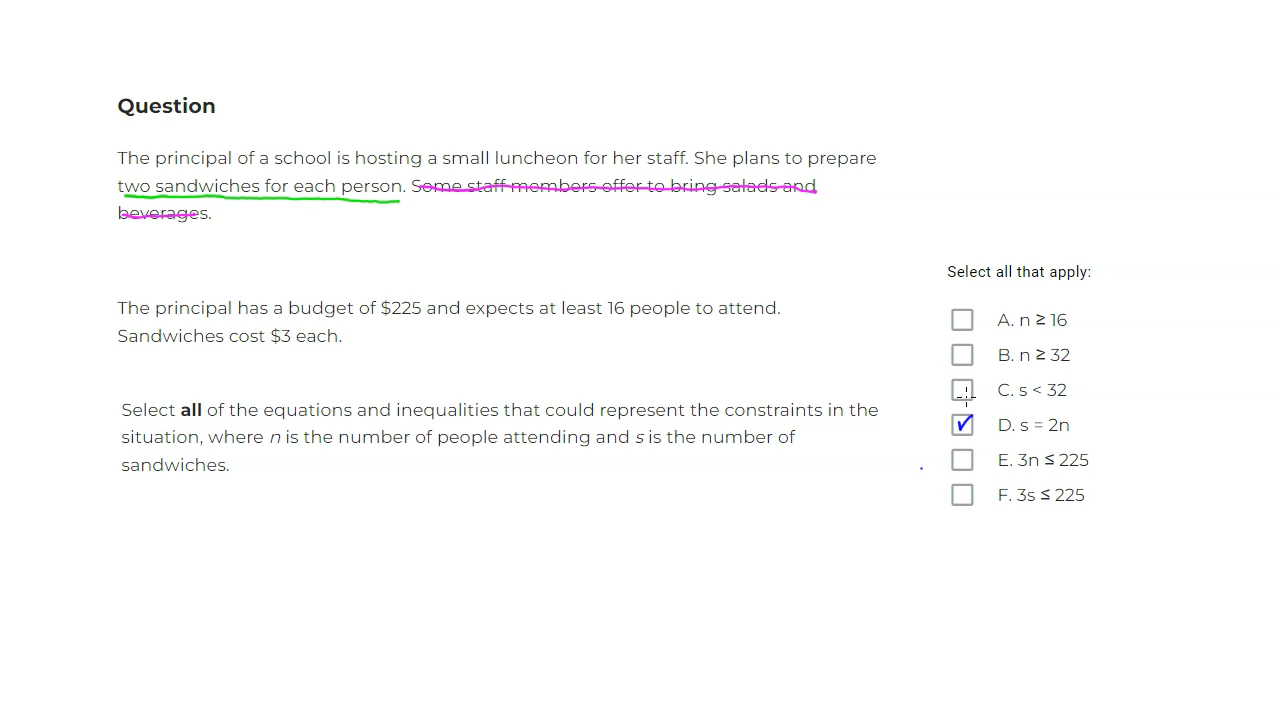 Question
The principal of a school is hosting a small luncheon for her staff. She plans to prepare
two sandwiches for each person. Some staff members offer to bring salads and
beverages.
The principal has a budget of $225 and expects at least 16 people to attend.
Sandwiches cost $3 each.
Select all of the equations and inequalities that could represent the constraints in the
situation, where n is the number of people attending and s is the number of
sandwiches.
Select all that apply:
A. n ≥ 16
B. n ≥ 32
C. s < 32
D. s = 2n
E. 3n ≤ 225
F. 3s ≤ 225